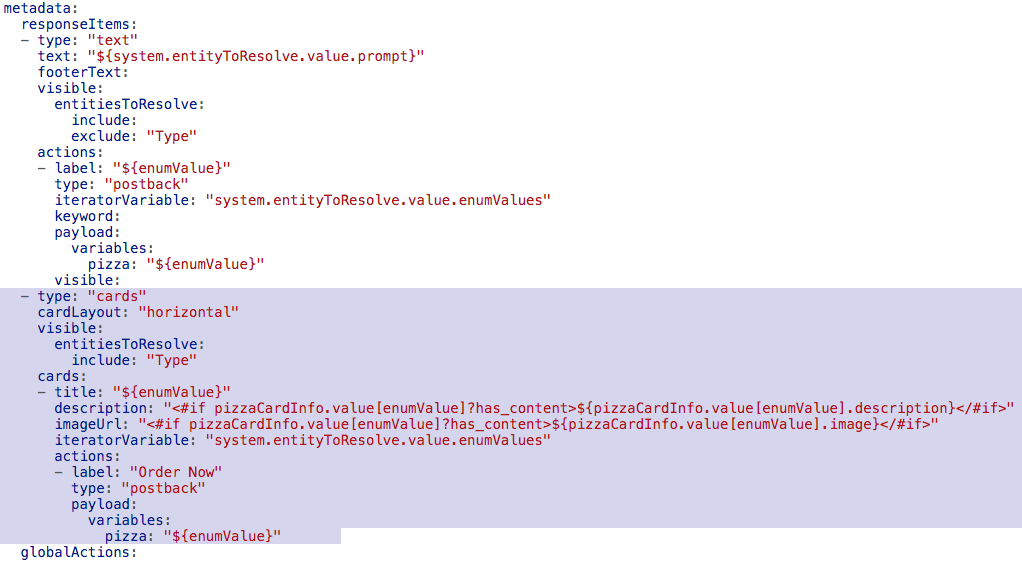 metadata:
  responseItems:
  - type: "text"
    text: "${system.entityToResolve.value.prompt}"
    footerText:
    visible:
      entitiesToResolve:
        include:
        exclude: "Type"
    actions:
    - label: "${enumValue}"
      type: "postback"
      iteratorVariable: "system.entityToResolve.value.enumValues"
      keyword:
      payload:
        variables:
          pizza: "${enumValue}"
      visible:
  - type: "cards"
    cardLayout: "horizontal"
    visible:
      entitiesToResolve:
        include: "Type"
    cards:
    - title: "${enumValue}"
      description: "<#if pizzaCardInfo.value[enumValue]?has_content>${pizzaCardInfo.value[enumValue].description}</#if>"
      imageUrl: "<#if pizzaCardInfo.value[enumValue]?has_content>${pizzaCardInfo.value[enumValue].image}</#if>"
      iteratorVariable: "system.entityToResolve.value.enumValues"
      actions:
      - label: "Order Now"
        type: "postback"
        payload:
          variables:
            pizza: "${enumValue}"
  globalActions: